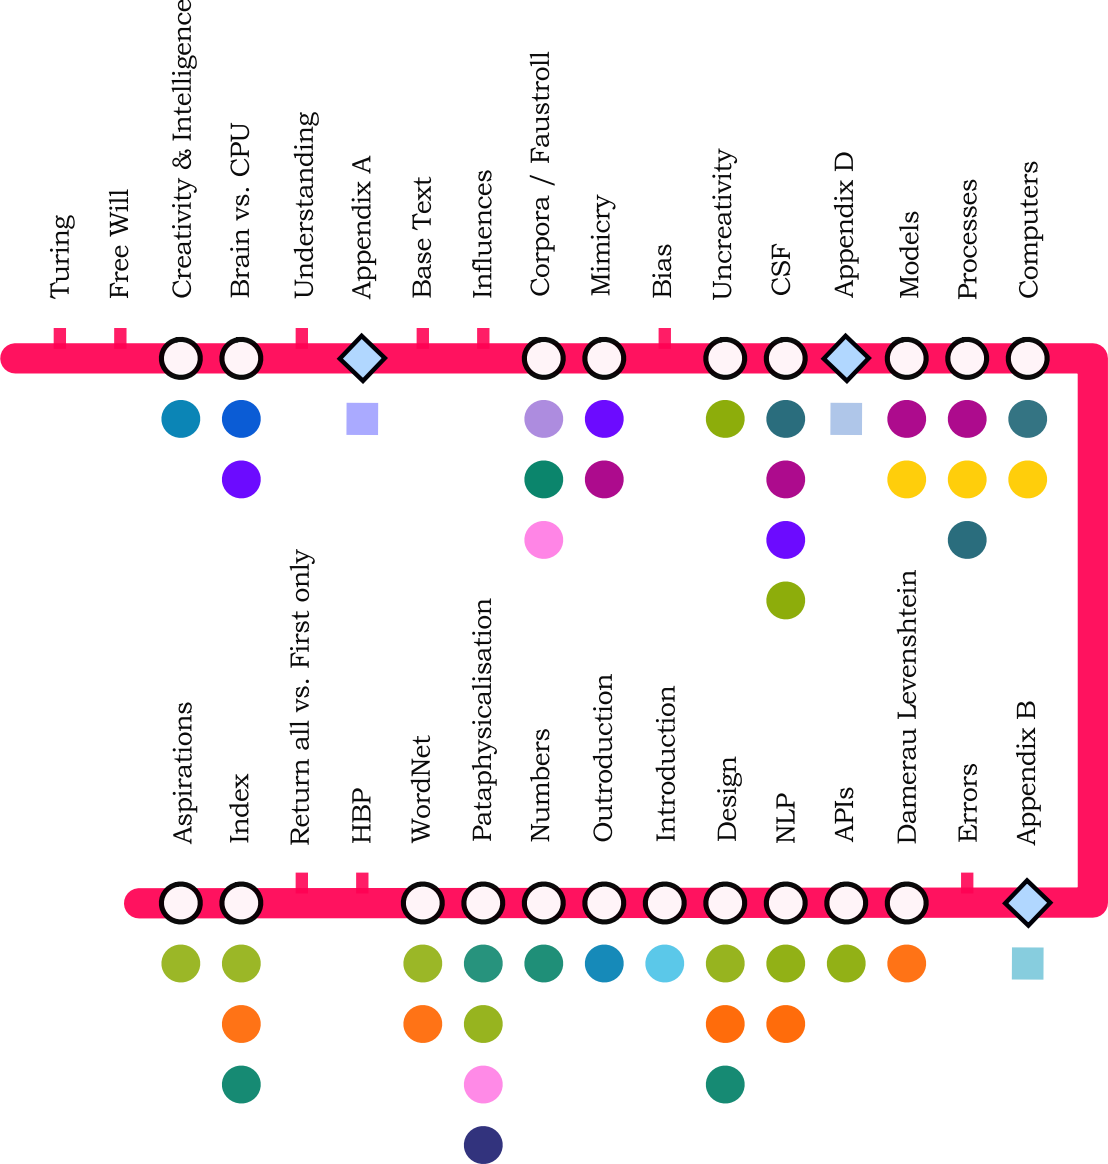 Turing
Free Will
Creativity & Intelligence
Brain vs. CPU
Understanding
Appendix A
Base Text
Influences
Corpora / Faustroll
Mimicry
Bias
Uncreativity
CSF
Appendix D
Models
Processes
Computers
Aspirations
Index
Return all vs. First only
HBP
WordNet
Pataphysicalisation
Numbers
Outroduction
Introduction
Design
NLP
APIs
Damerau Levenshtein
Errors
Appendix B